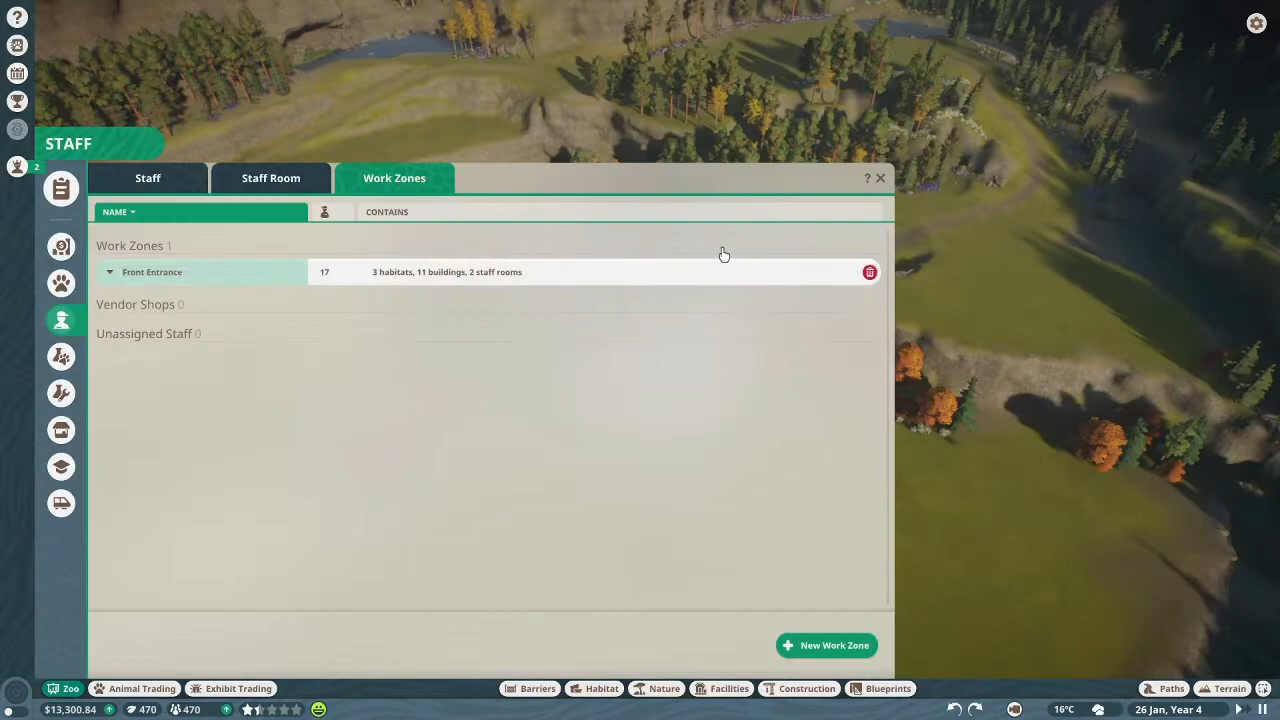 STAFF
2
Staff
Staff Room
Work Zones
?
NAME
CONTAINS
Work Zones 1
Front Entrance
17
3 habitats, 11 buildings, 2 staff rooms
Vendor Shops 0
Unassigned Staff 0
New Work Zone
Zoo
Animal Trading
Exhibit Trading
Barriers
Habitat
Nature
Facilities
Construction
Blueprints
Paths
Terrain
$13,300.84
470
470
16°C
26 Jan, Year 4